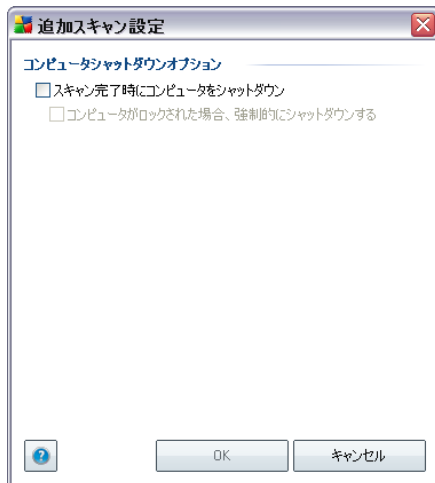 追加スキャン設定
コンピュータシャットダウンオプション
スキャン完了時にコンピュータをシャットダウン
コンピュータがロックされた場合、強制的にシャットダウンする
OK
キャンセル